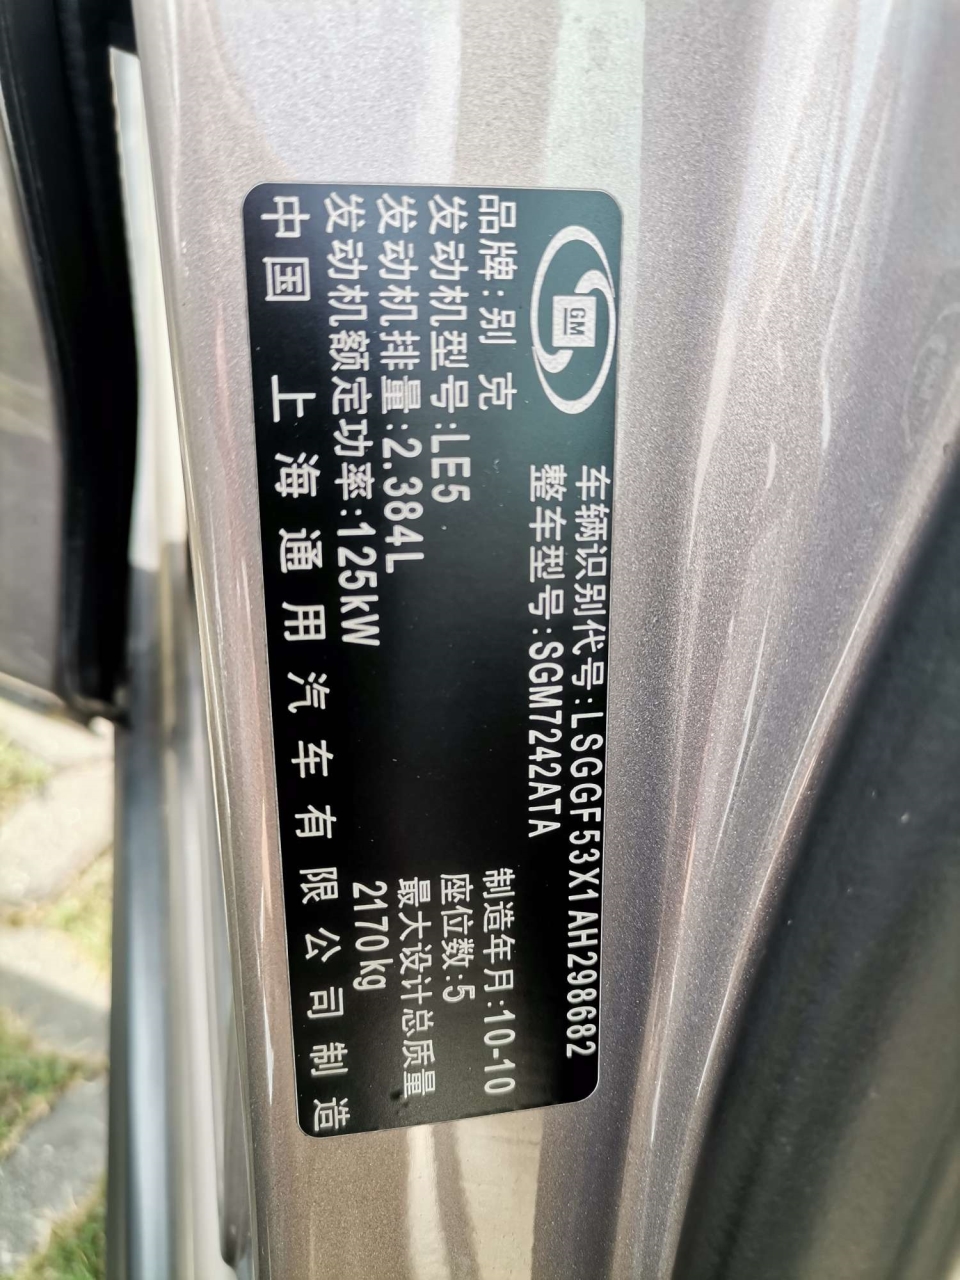 GM
车辆识别代号:LSGGF53X1AH298682
整车型号:SGM7242ATA
品牌:别 克
制造年月:10-10
发动机型号:LE5
座位数:5
发动机排量:2.384L
最大设计总质量
发动机额定功率:125kW
2170kg
中国 上海通用汽车有限公司制造